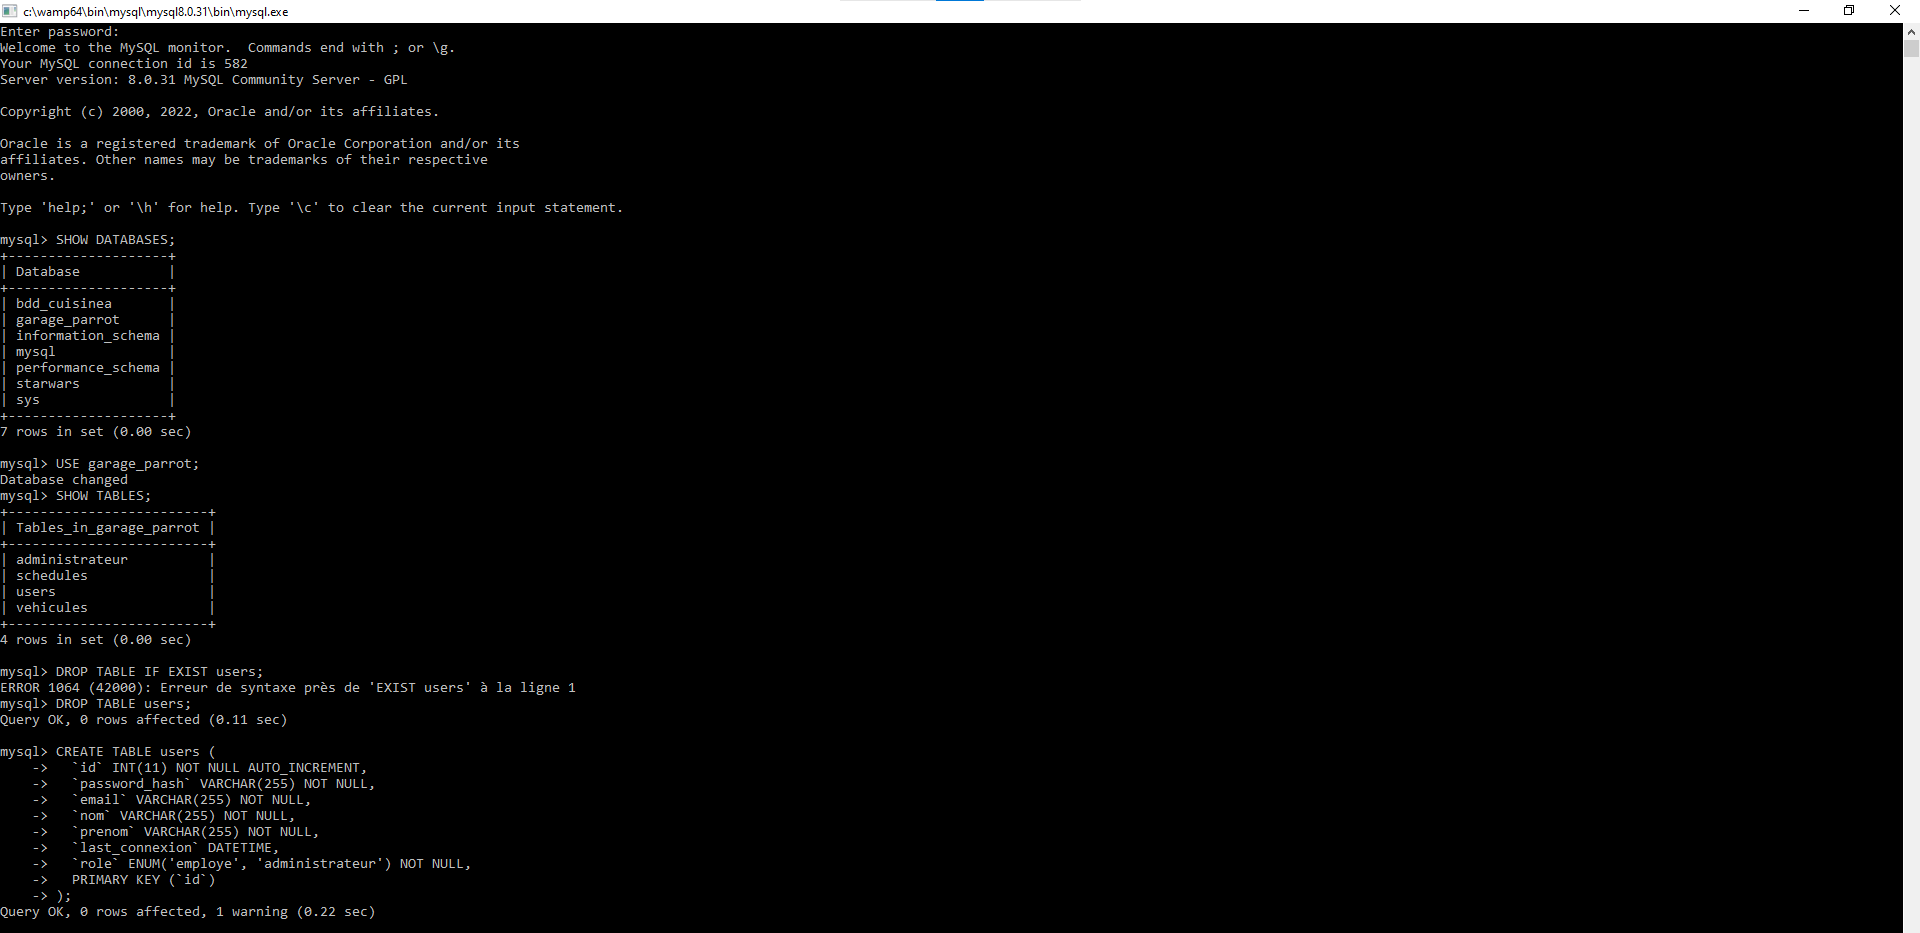 c:\wamp64\bin\mysql\mysql8.0.31\bin\mysql.exe
Enter password:
Welcome to the MySQL monitor.  Commands end with ; or \g.
Your MySQL connection id is 582
Server version: 8.0.31 MySQL Community Server - GPL

Copyright (c) 2000, 2022, Oracle and/or its affiliates.

Oracle is a registered trademark of Oracle Corporation and/or its
affiliates. Other names may be trademarks of their respective
owners.

Type 'help;' or '\h' for help. Type '\c' to clear the current input statement.

mysql> SHOW DATABASES;
+--------------------+
| Database           |
+--------------------+
| bdd_cuisinea       |
| garage_parrot      |
| information_schema |
| mysql              |
| performance_schema |
| starwars           |
| sys                |
+--------------------+
7 rows in set (0.00 sec)

mysql> USE garage_parrot;
Database changed
mysql> SHOW TABLES;
+-------------------------+
| Tables_in_garage_parrot |
+-------------------------+
| administrateur          |
| schedules               |
| users                   |
| vehicules               |
+-------------------------+
4 rows in set (0.00 sec)

mysql> DROP TABLE IF EXIST users;
ERROR 1064 (42000): Erreur de syntaxe près de 'EXIST users' à la ligne 1
mysql> DROP TABLE users;
Query OK, 0 rows affected (0.11 sec)

mysql> CREATE TABLE users (
    ->   `id` INT(11) NOT NULL AUTO_INCREMENT,
    ->   `password_hash` VARCHAR(255) NOT NULL,
    ->   `email` VARCHAR(255) NOT NULL,
    ->   `nom` VARCHAR(255) NOT NULL,
    ->   `prenom` VARCHAR(255) NOT NULL,
    ->   `last_connexion` DATETIME,
    ->   `role` ENUM('employe', 'administrateur') NOT NULL,
    ->   PRIMARY KEY (`id`)
    -> );
Query OK, 0 rows affected, 1 warning (0.22 sec)